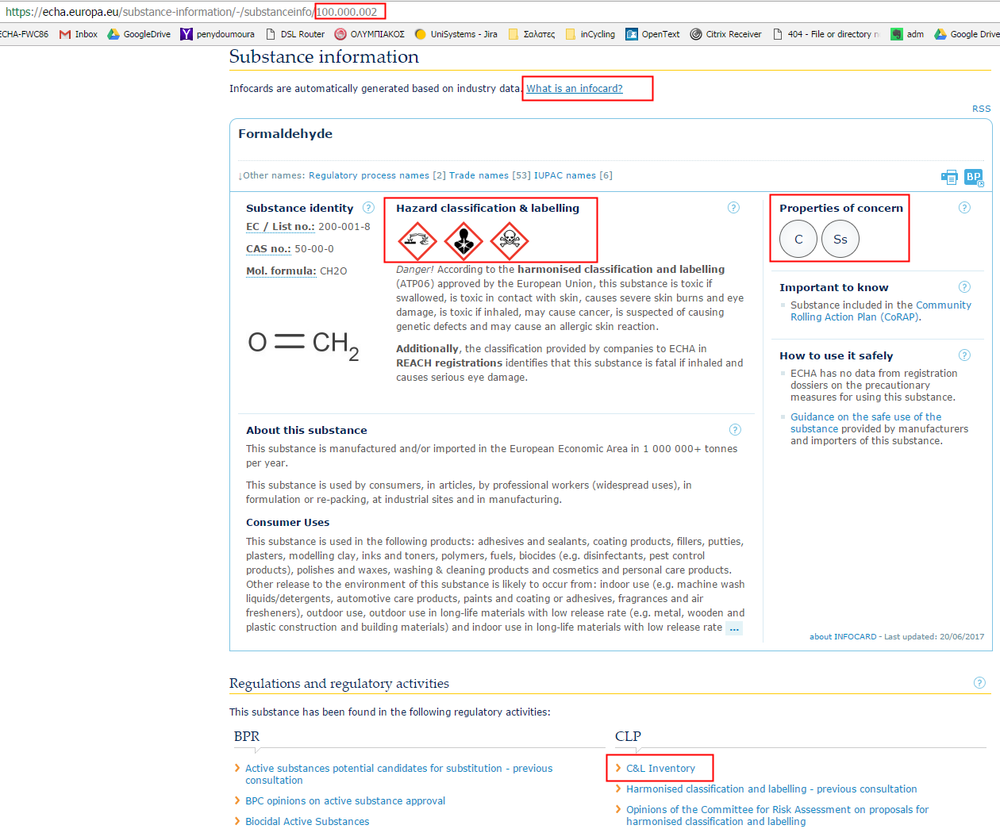 https://echa.europa.eu/substance-information/-/substanceinfo/100.000.002
ECHA-FWC86 Inbox GoogleDrive penydoumoura DSL Router ΟΛΥΜΠΙΑΚΟΣ UniSystems - Jira Σαλατες inCycling OpenText Citrix Receiver 404 - File or directory adm Google Drive
Substance information
Infocards are automatically generated based on industry data. What is an infocard?
RSS
Formaldehyde
↓Other names: Regulatory process names [2] Trade names [53] IUPAC names [6]
BP
Substance identity ?
EC / List no.: 200-001-8
CAS no.: 50-00-0
Mol. formula: CH2O
O CH2
Hazard classification & labelling ?
Danger! According to the harmonised classification and labelling
(ATP06) approved by the European Union, this substance is toxic if
swallowed, is toxic in contact with skin, causes severe skin burns and eye
damage, is toxic if inhaled, may cause cancer, is suspected of causing
genetic defects and may cause an allergic skin reaction.
Additionally, the classification provided by companies to ECHA in
REACH registrations identifies that this substance is fatal if inhaled and
causes serious eye damage.
Properties of concern ?
C Ss
Important to know ?
Substance included in the Community
Rolling Action Plan (CoRAP).
How to use it safely ?
ECHA has no data from registration
dossiers on the precautionary
measures for using this substance.
Guidance on the safe use of the
substance provided by manufacturers
and importers of this substance.
About this substance ?
This substance is manufactured and/or imported in the European Economic Area in 1 000 000+ tonnes
per year.
This substance is used by consumers, in articles, by professional workers (widespread uses), in
formulation or re-packing, at industrial sites and in manufacturing.
Consumer Uses
This substance is used in the following products: adhesives and sealants, coating products, fillers, putties,
plasters, modelling clay, inks and toners, polymers, fuels, biocides (e.g. disinfectants, pest control
products), polishes and waxes, washing & cleaning products and cosmetics and personal care products.
Other release to the environment of this substance is likely to occur from: indoor use (e.g. machine wash
liquids/detergents, automotive care products, paints and coating or adhesives, fragrances and air
fresheners), outdoor use, outdoor use in long-life materials with low release rate (e.g. metal, wooden and
plastic construction and building materials) and indoor use in long-life materials with low release rate ...
about INFOCARD - Last updated: 20/06/2017
Regulations and regulatory activities ?
This substance has been found in the following regulatory activities:
BPR
Active substances potential candidates for substitution - previous
consultation
BPC opinions on active substance approval
Biocidal Active Substances
CLP
C&L Inventory
Harmonised classification and labelling - previous consultation
Opinions of the Committee for Risk Assessment on proposals for
harmonised classification and labelling